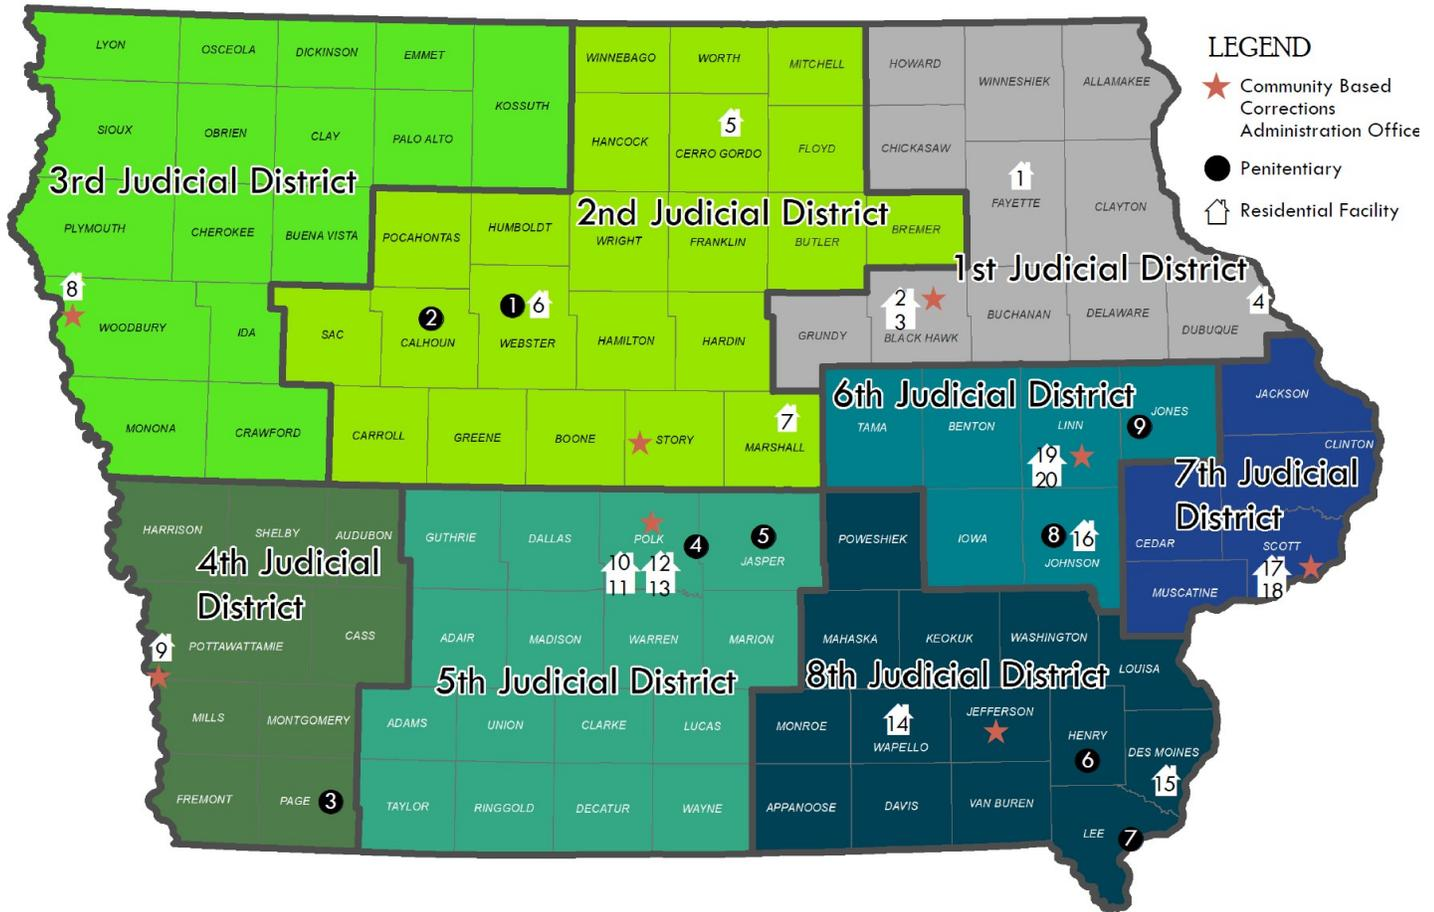 LEGEND
Community Based
Corrections
Administration Office
Penitentiary
Residential Facility
LYON
OSCEOLA
DICKINSON
EMMET
KOSSUTH
SIOUX
OBRIEN
CLAY
PALO ALTO
3rd Judicial District
PLYMOUTH
CHEROKEE
BUENA VISTA
8
WOODBURY
IDA
MONONA
CRAWFORD
WINNEBAGO
WORTH
MITCHELL
HANCOCK
5
CERRO GORDO
FLOYD
2nd Judicial District
POCAHONTAS
HUMBOLDT
WRIGHT
FRANKLIN
BUTLER
BREMER
SAC
2
CALHOUN
1
6
WEBSTER
HAMILTON
HARDIN
CARROLL
GREENE
BOONE
STORY
7
MARSHALL
HOWARD
WINNESHIEK
ALLAMAKEE
CHICKASAW
1
FAYETTE
CLAYTON
1st Judicial District
GRUNDY
2
3
BLACK HAWK
BUCHANAN
DELAWARE
4
DUBUQUE
6th Judicial District
TAMA
BENTON
LINN
JONES
9
19
20
IOWA
8
16
JOHNSON
JACKSON
CLINTON
7th Judicial
District
CEDAR
SCOTT
17
18
MUSCATINE
HARRISON
SHELBY
AUDUBON
4th Judicial
District
9
POTTAWATTAMIE
CASS
MILLS
MONTGOMERY
FREMONT
PAGE
3
GUTHRIE
DALLAS
POLK
4
5
JASPER
10
11
12
13
ADAIR
MADISON
WARREN
MARION
5th Judicial District
ADAMS
UNION
CLARKE
LUCAS
TAYLOR
RINGGOLD
DECATUR
WAYNE
POWESHIEK
MAHASKA
KEOKUK
WASHINGTON
LOUISA
8th Judicial District
MONROE
14
WAPELLO
JEFFERSON
HENRY
6
DES MOINES
15
APPANOOSE
DAVIS
VAN BUREN
LEE
7